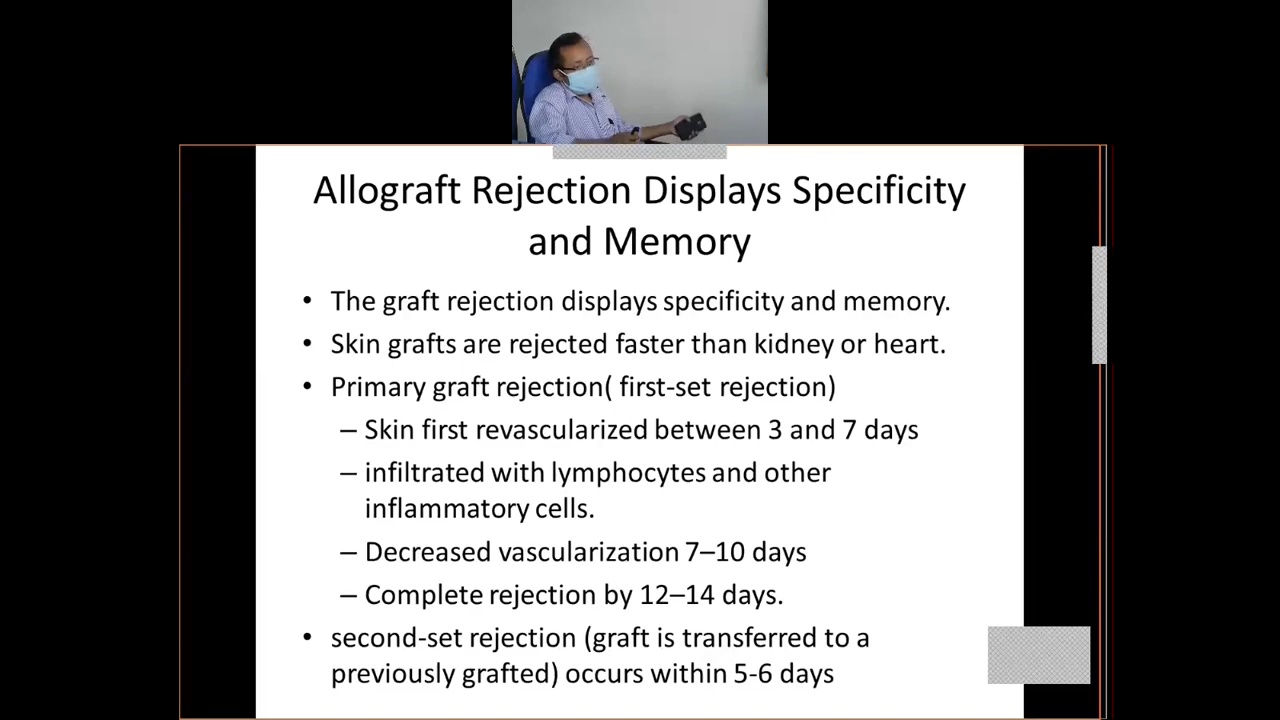 Allograft Rejection Displays Specificity
and Memory
• The graft rejection displays specificity and memory.
• Skin grafts are rejected faster than kidney or heart.
• Primary graft rejection( first-set rejection)
– Skin first revascularized between 3 and 7 days
– infiltrated with lymphocytes and other
inflammatory cells.
– Decreased vascularization 7–10 days
– Complete rejection by 12–14 days.
• second-set rejection (graft is transferred to a
previously grafted) occurs within 5-6 days